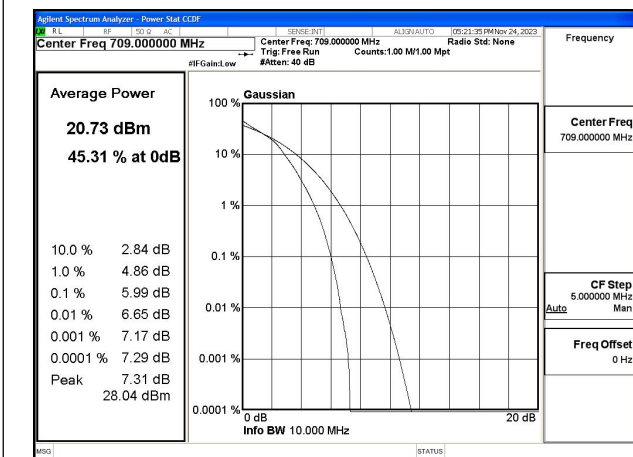 Agilent Spectrum Analyzer - Power Stat CCDF
RL RF 50 Ω AC SENSE:INT ALIGN AUTO 05:21:35 PM Nov 24, 2023
Center Freq 709.000000 MHz
Center Freq: 709.000000 MHz Radio Std: None
Trig: Free Run Counts:1.00 M/1.00 Mpt
#IFGain:Low #Atten: 40 dB
Frequency
Average Power
20.73 dBm
45.31 % at 0dB
10.0 % 2.84 dB
1.0 % 4.86 dB
0.1 % 5.99 dB
0.01 % 6.65 dB
0.001 % 7.17 dB
0.0001 % 7.29 dB
Peak 7.31 dB
28.04 dBm
Gaussian
100 %
10 %
1 %
0.1 %
0.01 %
0.001 %
0.0001 %
0 dB 20 dB
Info BW 10.000 MHz
Center Freq
709.000000 MHz
CF Step
5.000000 MHz
Auto Man
Freq Offset
0 Hz
MSG STATUS